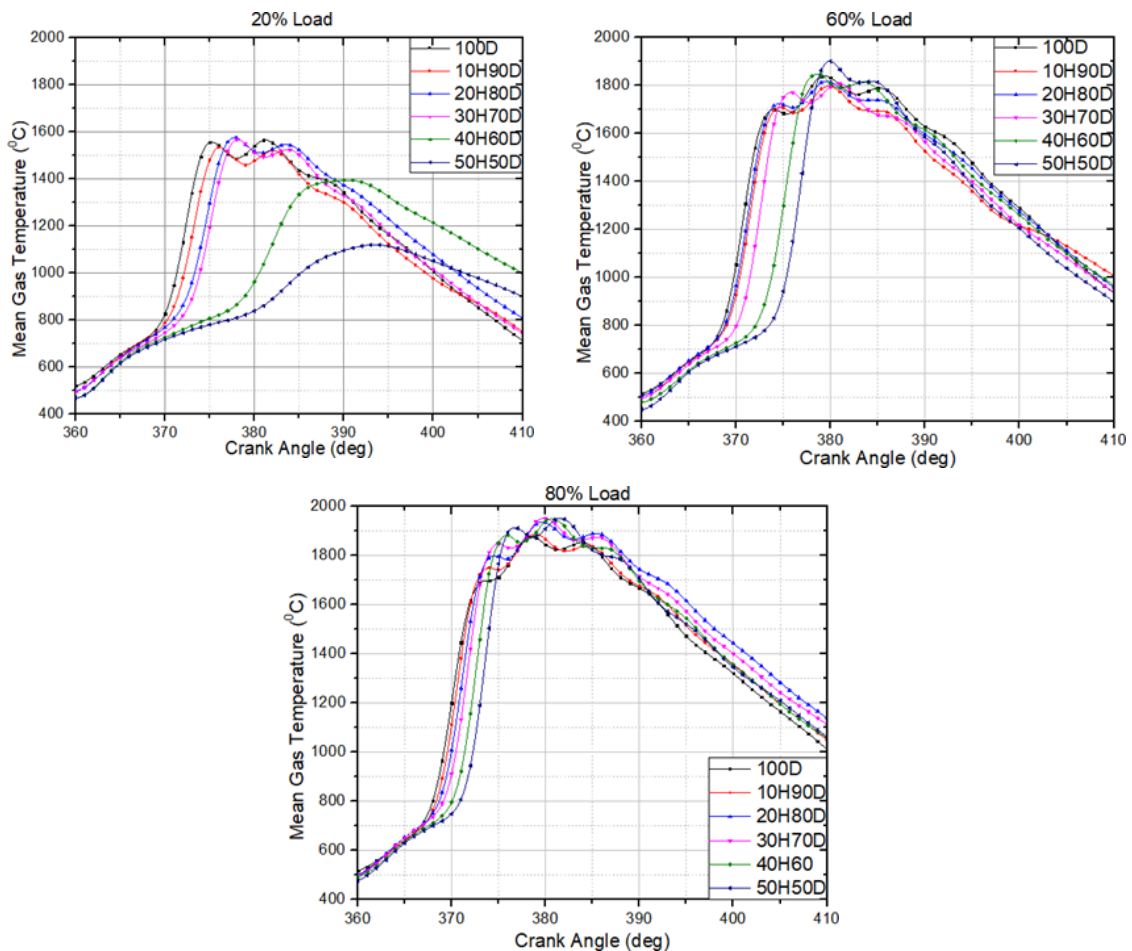 20% Load
2000
1800
1600
1400
1200
1000
800
600
400
Mean Gas Temperature (⁰C)
100D
10H90D
20H80D
30H70D
40H60D
50H50D
360 370 380 390 400 410
Crank Angle (deg)
60% Load
2000
1800
1600
1400
1200
1000
800
600
400
Mean Gas Temperature (⁰C)
100D
10H90D
20H80D
30H70D
40H60D
50H50D
360 370 380 390 400 410
Crank Angle (deg)
80% Load
2000
1800
1600
1400
1200
1000
800
600
400
Mean Gas Temperature (⁰C)
100D
10H90D
20H80D
30H70D
40H60
50H50D
360 370 380 390 400 410
Crank Angle (deg)